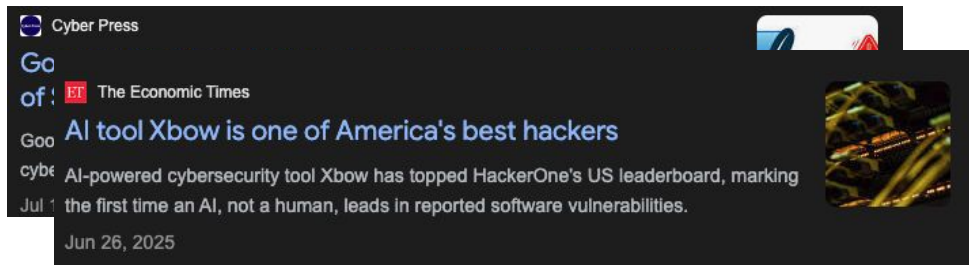 Cyber Press
Go
of
ET The Economic Times
AI tool Xbow is one of America's best hackers
Goo
cybe
AI-powered cybersecurity tool Xbow has topped HackerOne's US leaderboard, marking
Jul
the first time an AI, not a human, leads in reported software vulnerabilities.
Jun 26, 2025